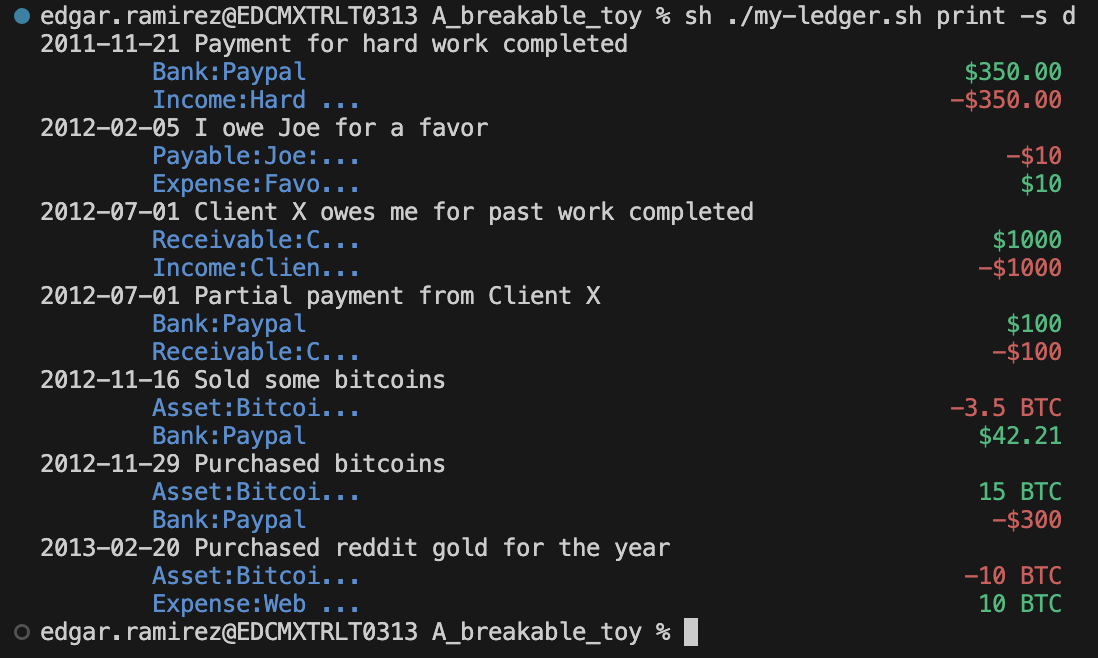 edgar.ramirez@EDCMXTRLT0313 A_breakable_toy % sh ./my-ledger.sh print -s d
2011-11-21 Payment for hard work completed
Bank:Paypal $350.00
Income:Hard ... -$350.00
2012-02-05 I owe Joe for a favor
Payable:Joe:... -$10
Expense:Favo... $10
2012-07-01 Client X owes me for past work completed
Receivable:C... $1000
Income:Clien... -$1000
2012-07-01 Partial payment from Client X
Bank:Paypal $100
Receivable:C... -$100
2012-11-16 Sold some bitcoins
Asset:Bitcoi... -3.5 BTC
Bank:Paypal $42.21
2012-11-29 Purchased bitcoins
Asset:Bitcoi... 15 BTC
Bank:Paypal -$300
2013-02-20 Purchased reddit gold for the year
Asset:Bitcoi... -10 BTC
Expense:Web ... 10 BTC
edgar.ramirez@EDCMXTRLT0313 A_breakable_toy %